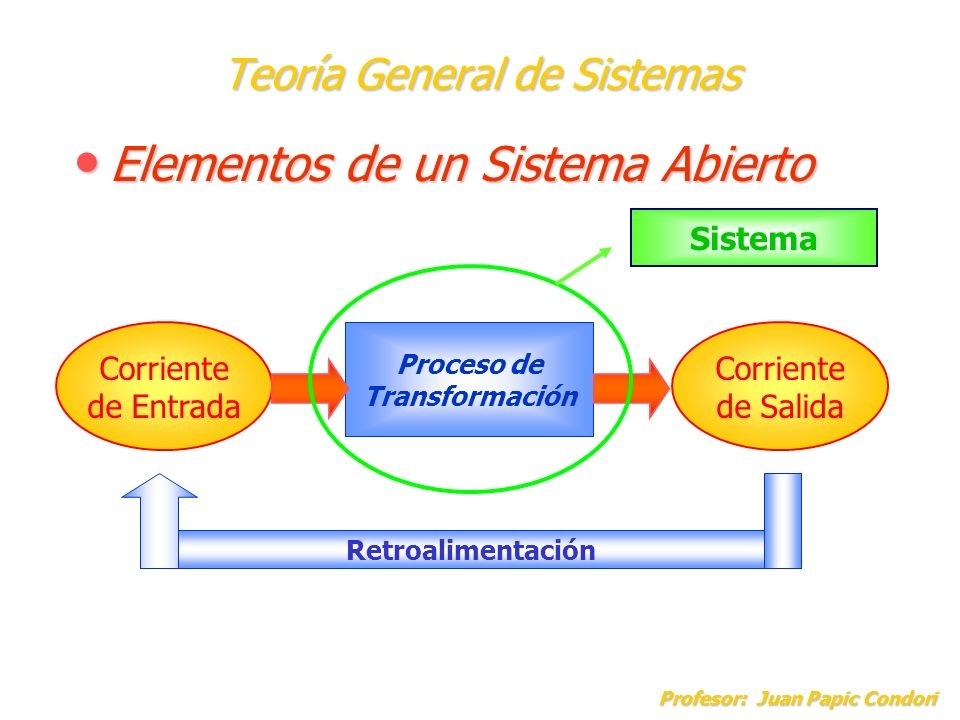 Teoría General de Sistemas
• Elementos de un Sistema Abierto
Sistema
Corriente
de Entrada
Proceso de
Transformación
Corriente
de Salida
Retroalimentación
Profesor: Juan Papic Condori